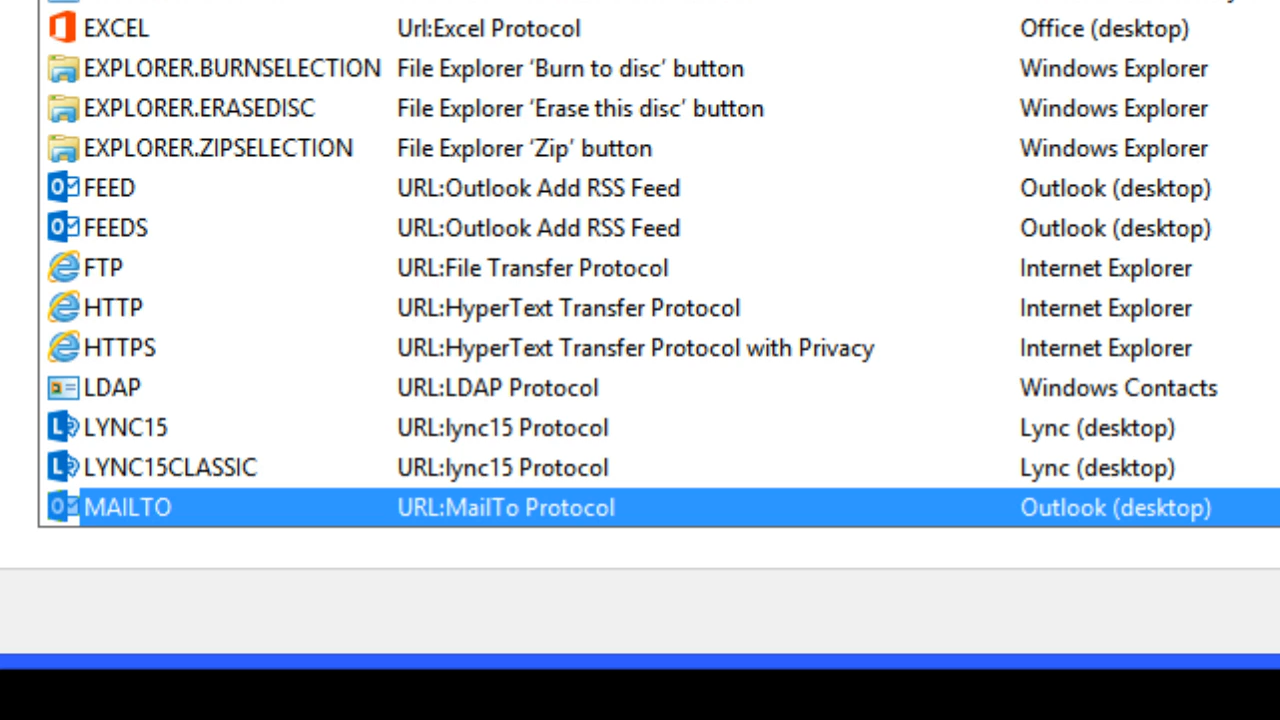 EXCEL Url:Excel Protocol Office (desktop)
EXPLORER.BURNSELECTION File Explorer ‘Burn to disc’ button Windows Explorer
EXPLORER.ERASEDISC File Explorer ‘Erase this disc’ button Windows Explorer
EXPLORER.ZIPSELECTION File Explorer ‘Zip’ button Windows Explorer
FEED URL:Outlook Add RSS Feed Outlook (desktop)
FEEDS URL:Outlook Add RSS Feed Outlook (desktop)
FTP URL:File Transfer Protocol Internet Explorer
HTTP URL:HyperText Transfer Protocol Internet Explorer
HTTPS URL:HyperText Transfer Protocol with Privacy Internet Explorer
LDAP URL:LDAP Protocol Windows Contacts
LYNC15 URL:lync15 Protocol Lync (desktop)
LYNC15CLASSIC URL:lync15 Protocol Lync (desktop)
MAILTO URL:MailTo Protocol Outlook (desktop)